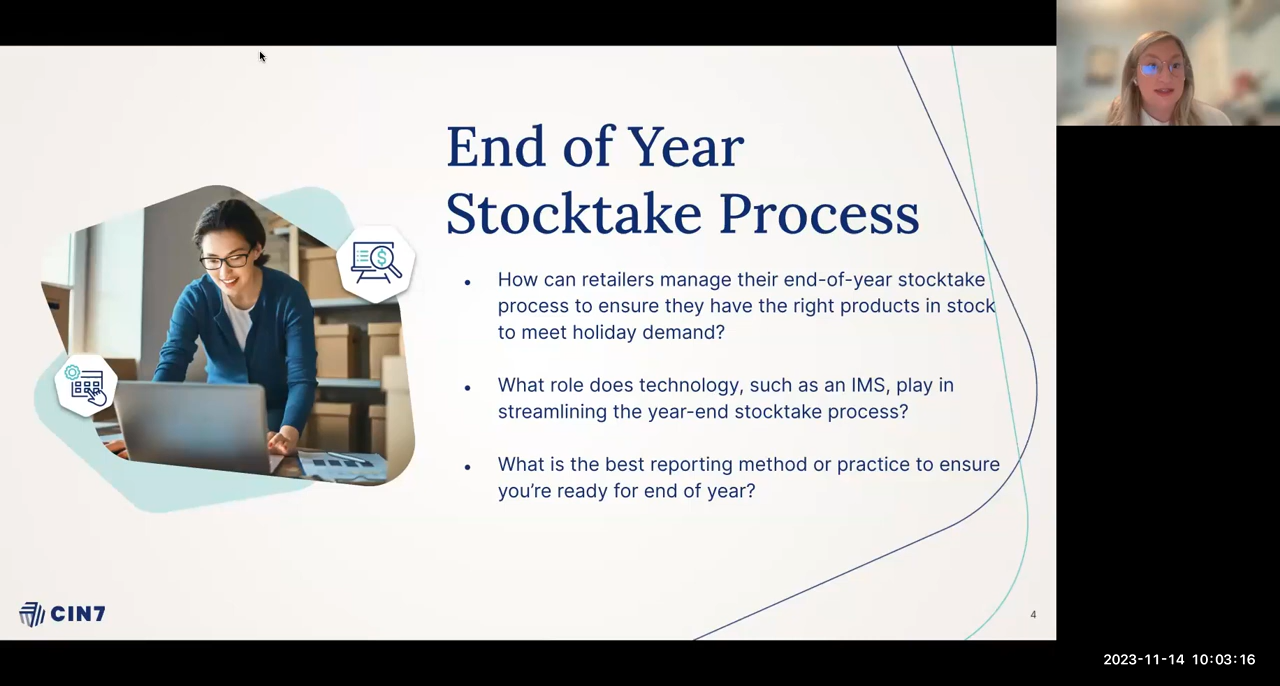 End of Year
Stocktake Process
• How can retailers manage their end-of-year stocktake
process to ensure they have the right products in stock
to meet holiday demand?
• What role does technology, such as an IMS, play in
streamlining the year-end stocktake process?
• What is the best reporting method or practice to ensure
you’re ready for end of year?
CIN7
4
2023-11-14 10:03:16